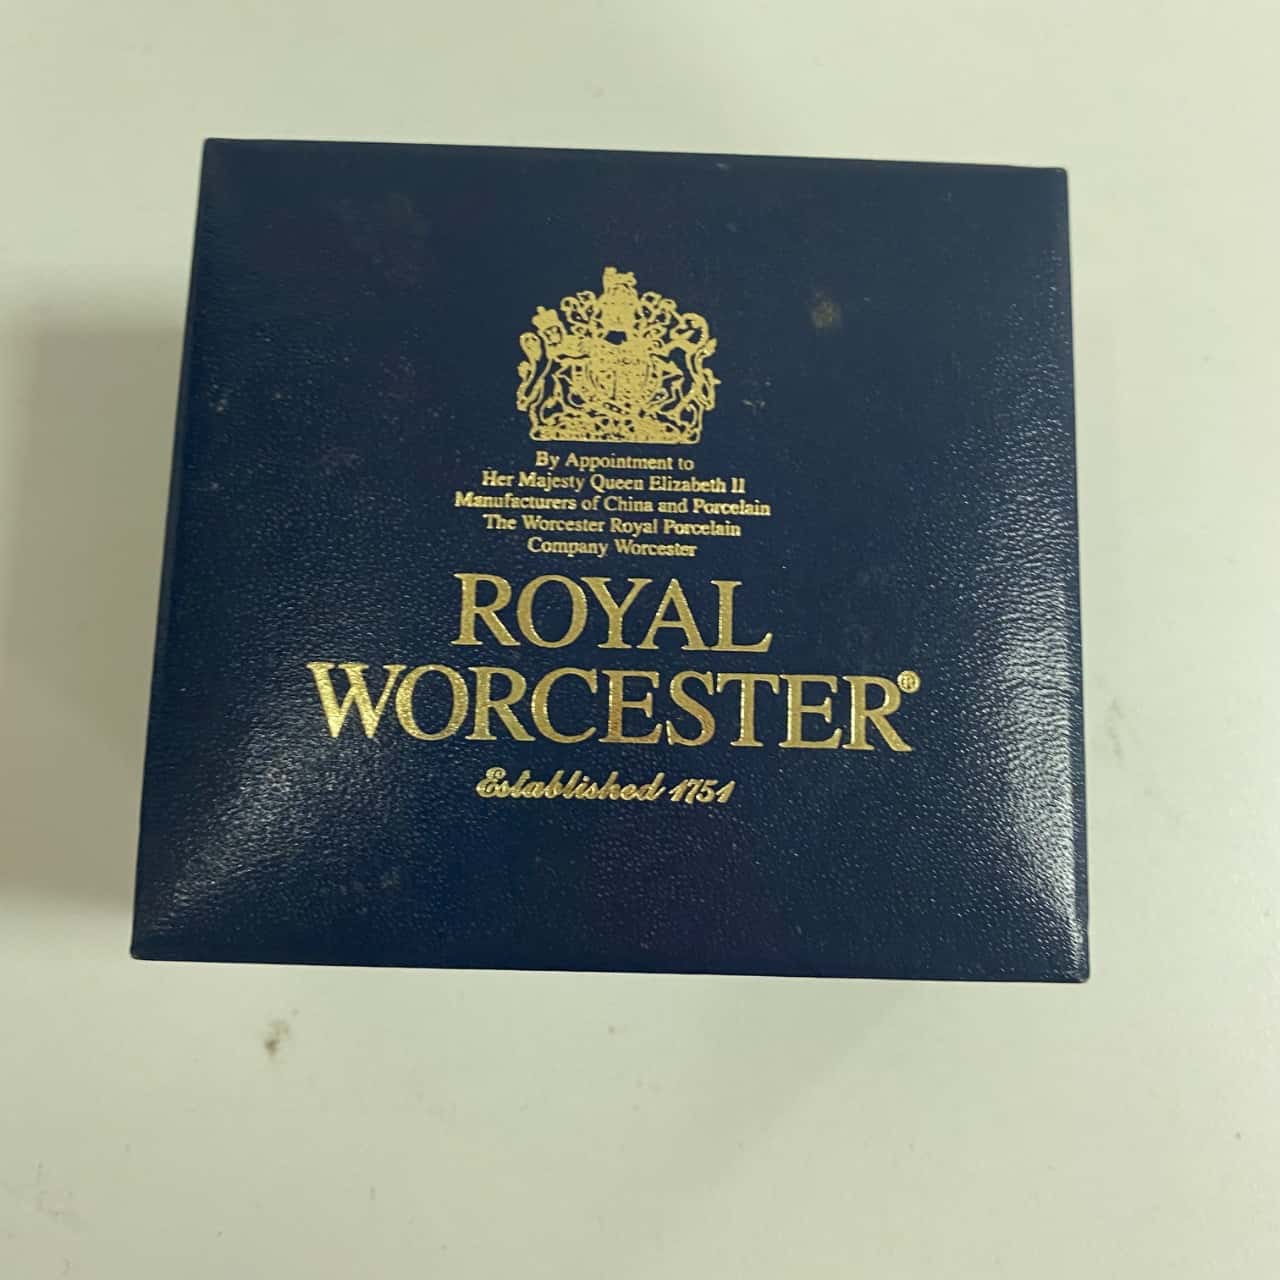 By Appointment to
Her Majesty Queen Elizabeth II
Manufacturers of China and Porcelain
The Worcester Royal Porcelain
Company Worcester
ROYAL
WORCESTER®
Established 1751